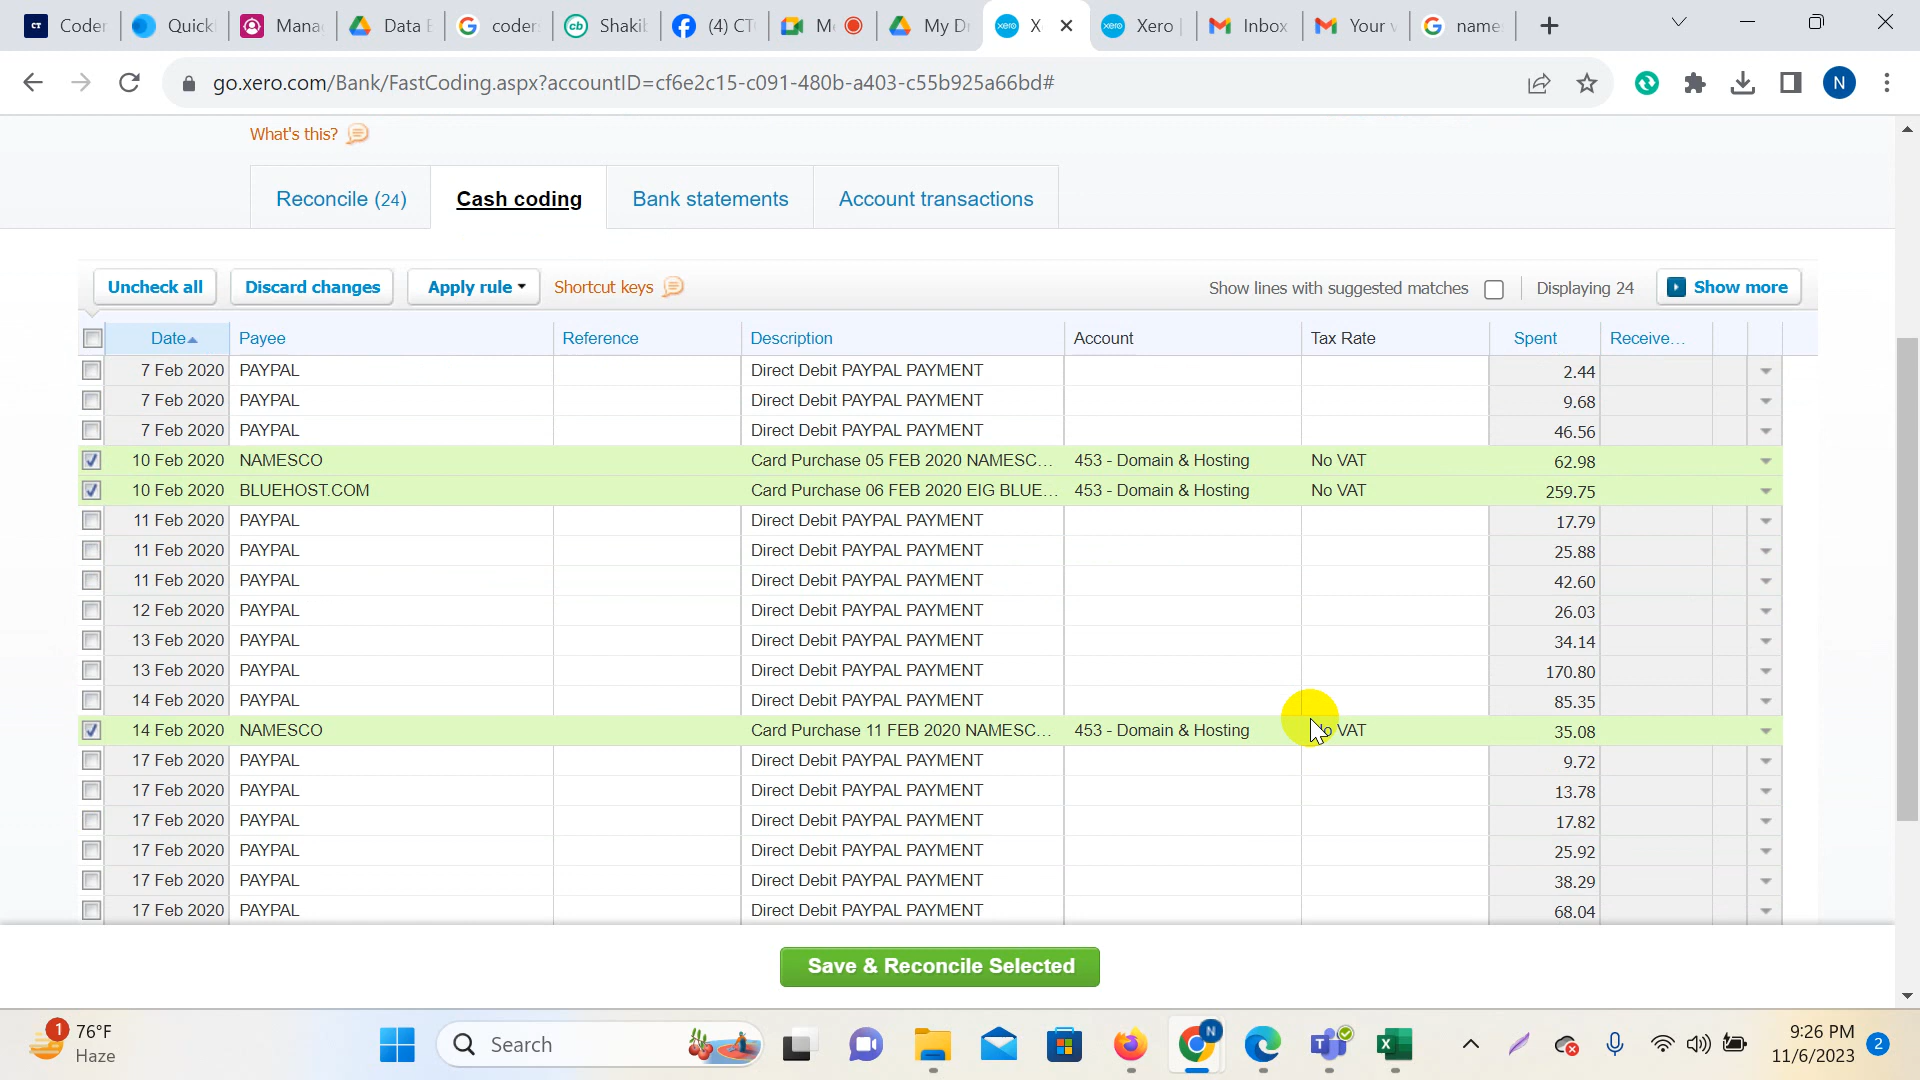 Coder
Quick
Mana
Data E
coder
Shakib
(4) CT
M
My D
X
Xero
Inbox
Your v
name
go.xero.com/Bank/FastCoding.aspx?accountID=cf6e2c15-c091-480b-a403-c55b925a66bd#
N
What's this?
Reconcile (24)
Cash coding
Bank statements
Account transactions
Uncheck all
Discard changes
Apply rule
Shortcut keys
Show lines with suggested matches
Displaying 24
Show more
Date Payee Reference Description Account Tax Rate Spent Receive...
7 Feb 2020 PAYPAL Direct Debit PAYPAL PAYMENT 2.44
7 Feb 2020 PAYPAL Direct Debit PAYPAL PAYMENT 9.68
7 Feb 2020 PAYPAL Direct Debit PAYPAL PAYMENT 46.56
10 Feb 2020 NAMESCO Card Purchase 05 FEB 2020 NAMESC... 453 - Domain & Hosting No VAT 62.98
10 Feb 2020 BLUEHOST.COM Card Purchase 06 FEB 2020 EIG BLUE... 453 - Domain & Hosting No VAT 259.75
11 Feb 2020 PAYPAL Direct Debit PAYPAL PAYMENT 17.79
11 Feb 2020 PAYPAL Direct Debit PAYPAL PAYMENT 25.88
11 Feb 2020 PAYPAL Direct Debit PAYPAL PAYMENT 42.60
12 Feb 2020 PAYPAL Direct Debit PAYPAL PAYMENT 26.03
13 Feb 2020 PAYPAL Direct Debit PAYPAL PAYMENT 34.14
13 Feb 2020 PAYPAL Direct Debit PAYPAL PAYMENT 170.80
14 Feb 2020 PAYPAL Direct Debit PAYPAL PAYMENT 85.35
14 Feb 2020 NAMESCO Card Purchase 11 FEB 2020 NAMESC... 453 - Domain & Hosting No VAT 35.08
17 Feb 2020 PAYPAL Direct Debit PAYPAL PAYMENT 9.72
17 Feb 2020 PAYPAL Direct Debit PAYPAL PAYMENT 13.78
17 Feb 2020 PAYPAL Direct Debit PAYPAL PAYMENT 17.82
17 Feb 2020 PAYPAL Direct Debit PAYPAL PAYMENT 25.92
17 Feb 2020 PAYPAL Direct Debit PAYPAL PAYMENT 38.29
17 Feb 2020 PAYPAL Direct Debit PAYPAL PAYMENT 68.04
Save & Reconcile Selected
1
76°F
Haze
Search
N
9:26 PM
11/6/2023
2